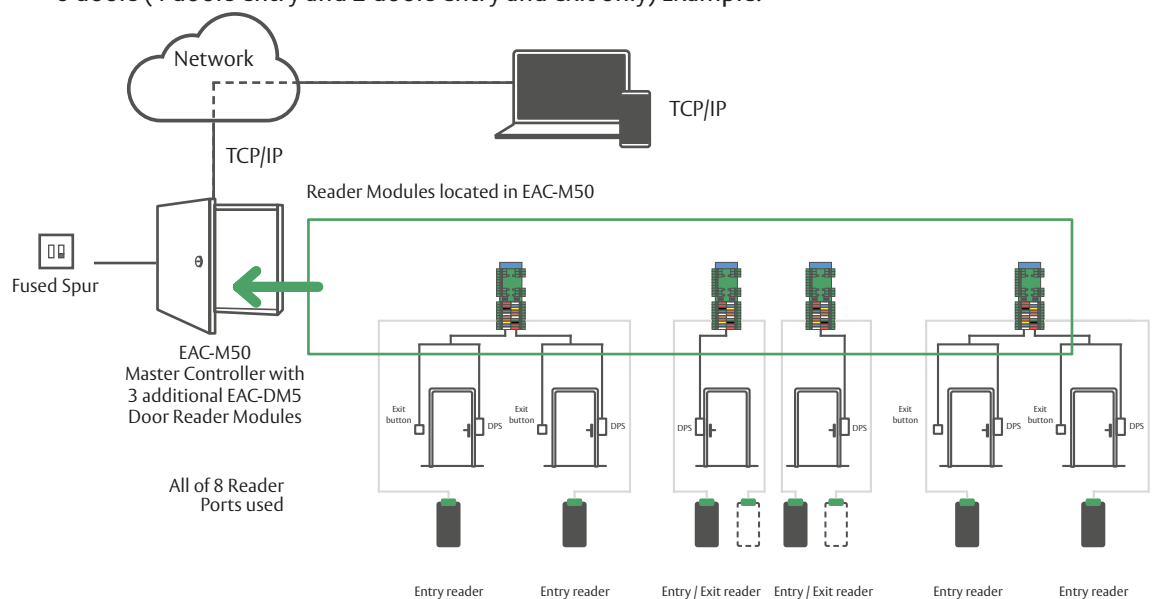 Network
TCP/IP
TCP/IP
Reader Modules located in EAC-M50
Fused Spur
EAC-M50
Master Controller with
3 additional EAC-DM5
Door Reader Modules
Exit
button
DPS
Exit
button
DPS
DPS
DPS
Exit
button
DPS
Exit
button
DPS
All of 8 Reader
Ports used
Entry reader
Entry reader
Entry / Exit reader
Entry / Exit reader
Entry reader
Entry reader